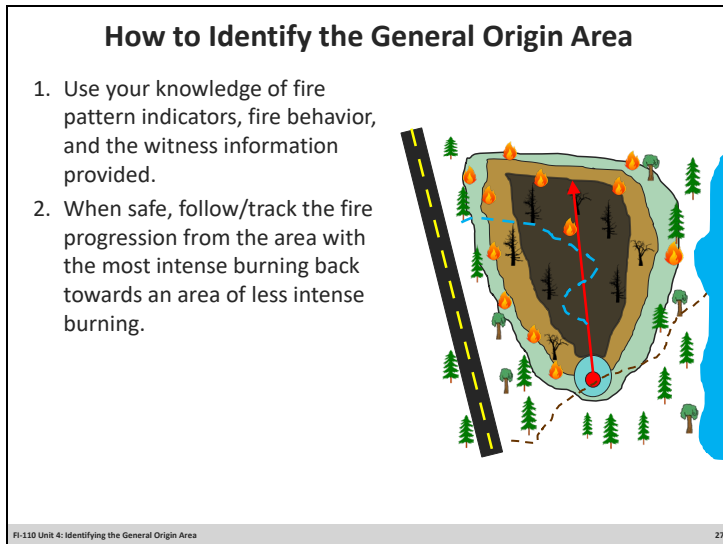 How to Identify the General Origin Area
1. Use your knowledge of fire
pattern indicators, fire behavior,
and the witness information
provided.
2. When safe, follow/track the fire
progression from the area with
the most intense burning back
towards an area of less intense
burning.
FI-110 Unit 4: Identifying the General Origin Area
27